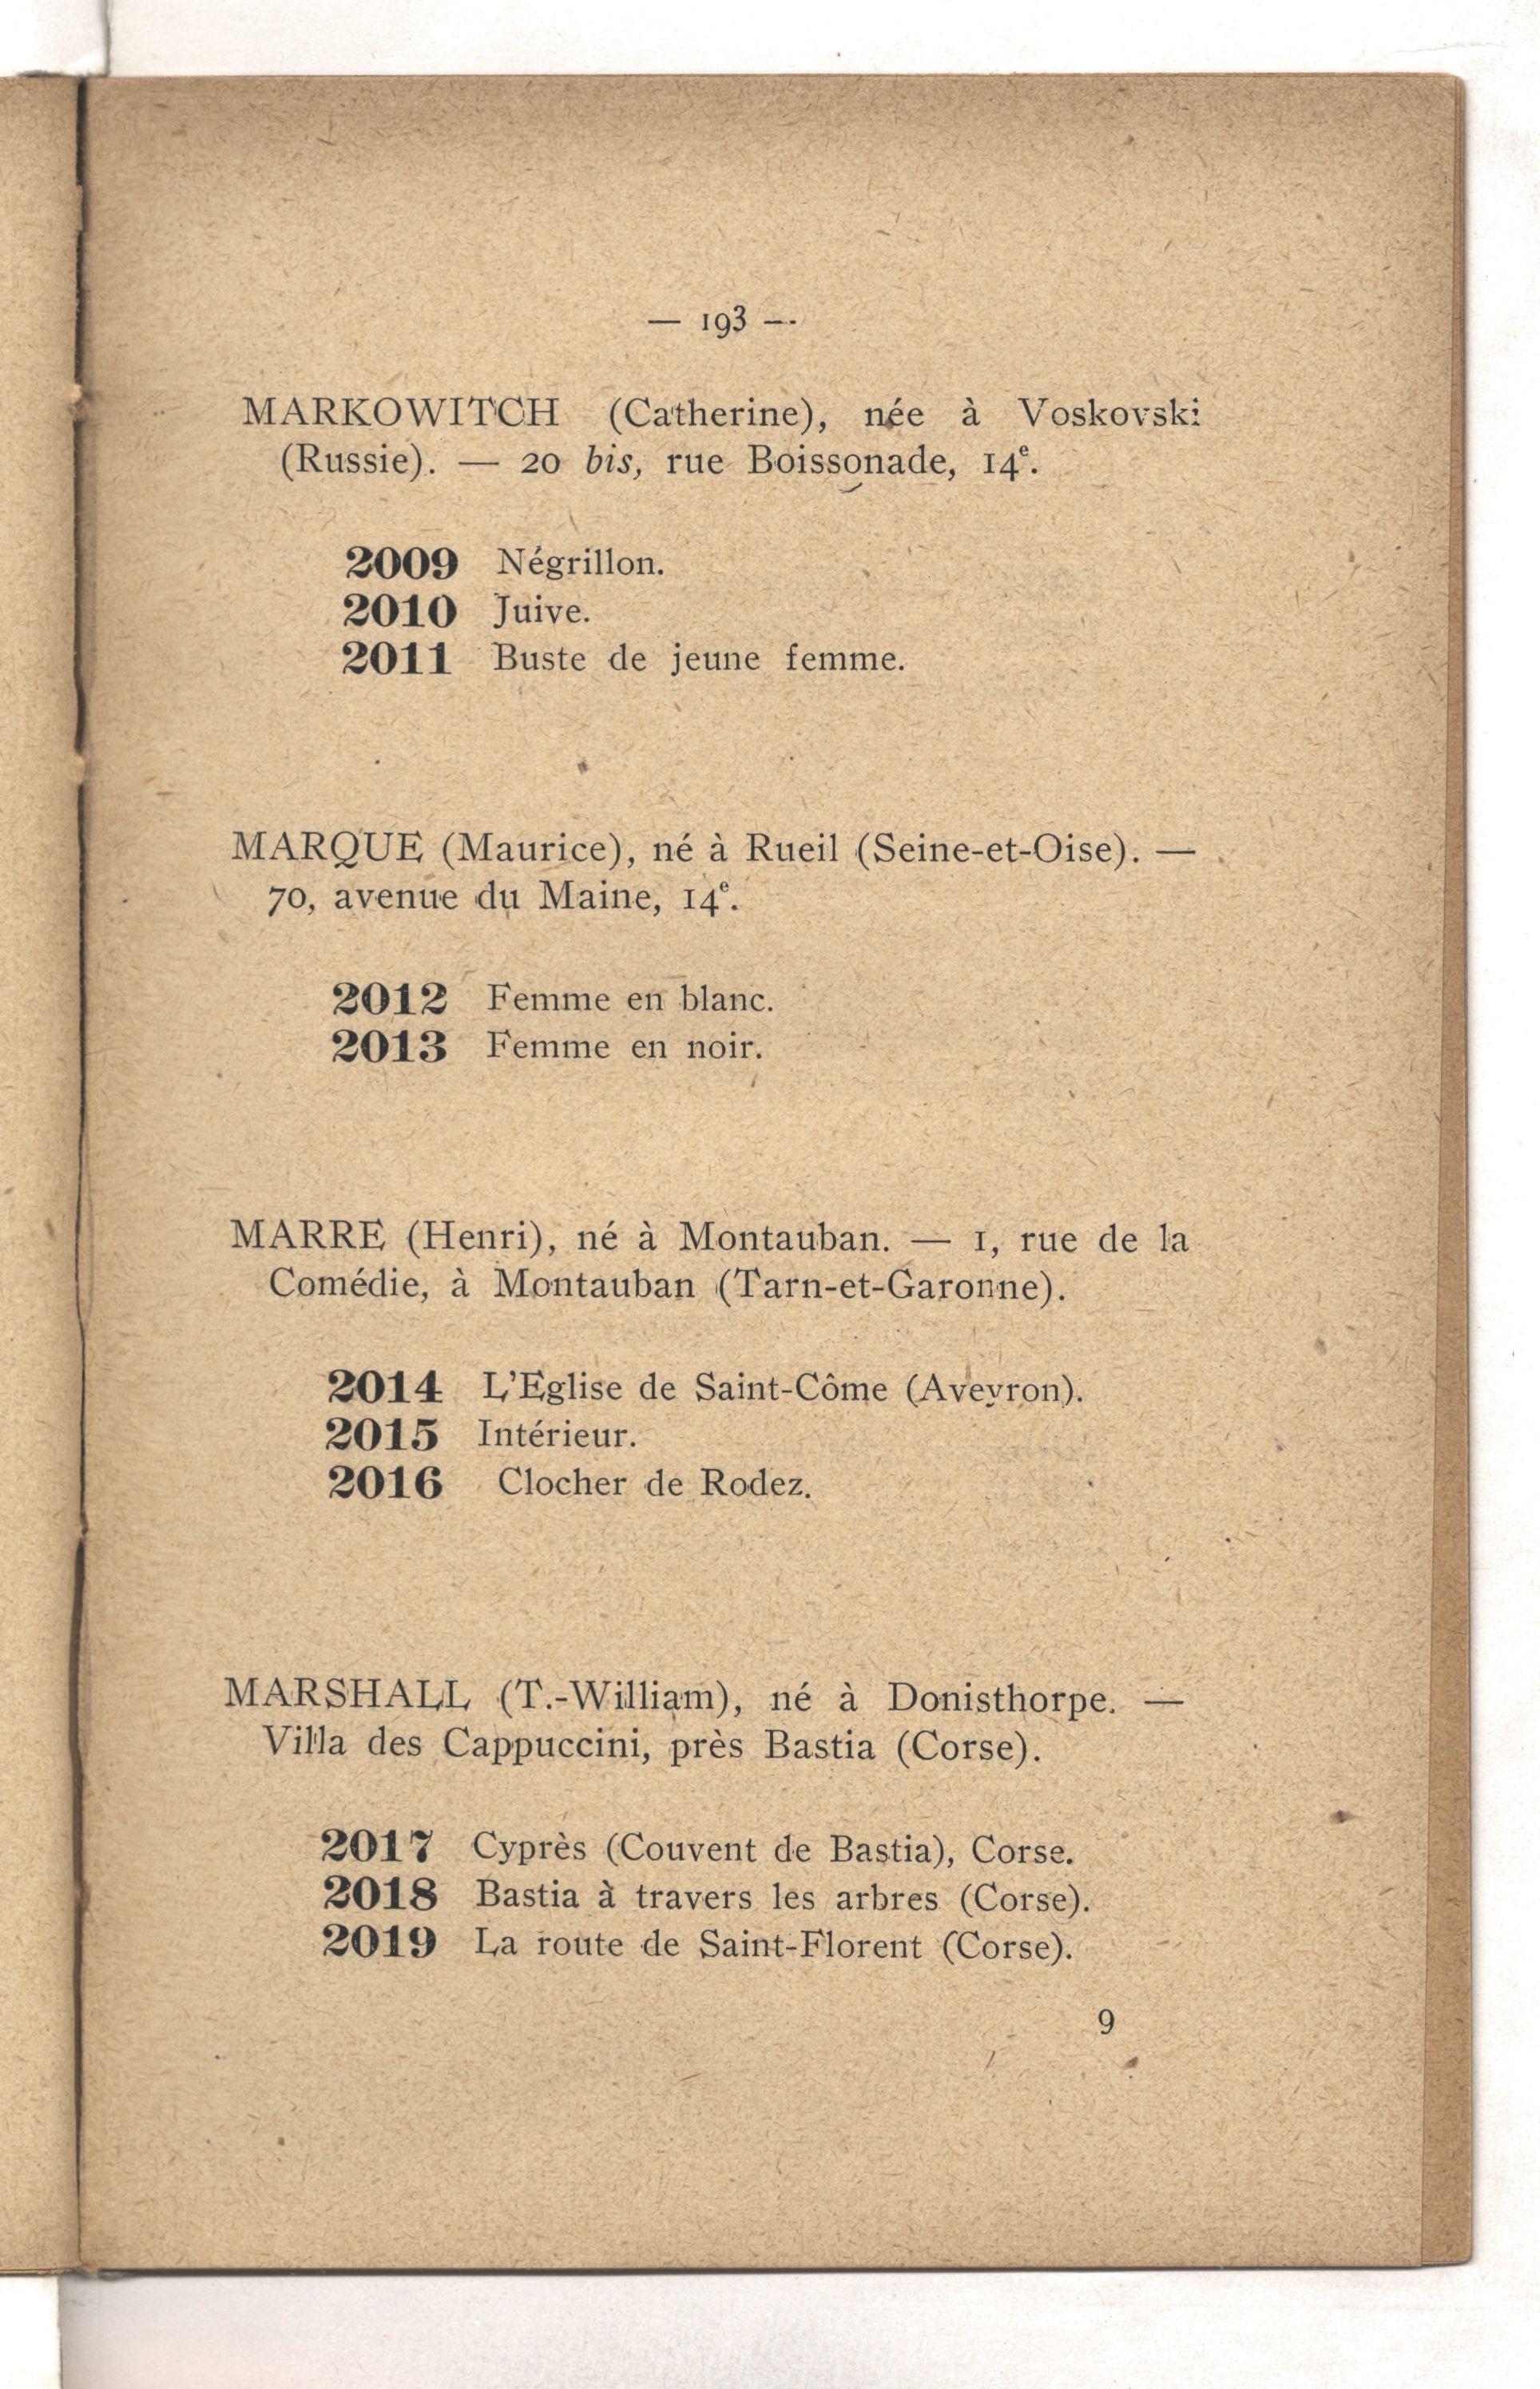 — 193 —
MARKOWITCH (Catherine), née à Voskovski
(Russie). — 20 bis, rue Boissonade, 14e.
2009 Négrillon.
2010 Juive.
2011 Buste de jeune femme.
MARQUE (Maurice), né à Rueil (Seine-et-Oise). —
70, avenue du Maine, 14e.
2012 Femme en blanc.
2013 Femme en noir.
MARRE (Henri), né à Montauban. — 1, rue de la
Comédie, à Montauban (Tarn-et-Garonne).
2014 L'Eglise de Saint-Côme (Aveyron).
2015 Intérieur.
2016 Clocher de Rodez.
MARSHALL (T.-William), né à Donisthorpe. —
Villa des Cappuccini, près Bastia (Corse).
2017 Cyprès (Couvent de Bastia), Corse.
2018 Bastia à travers les arbres (Corse).
2019 La route de Saint-Florent (Corse).
9